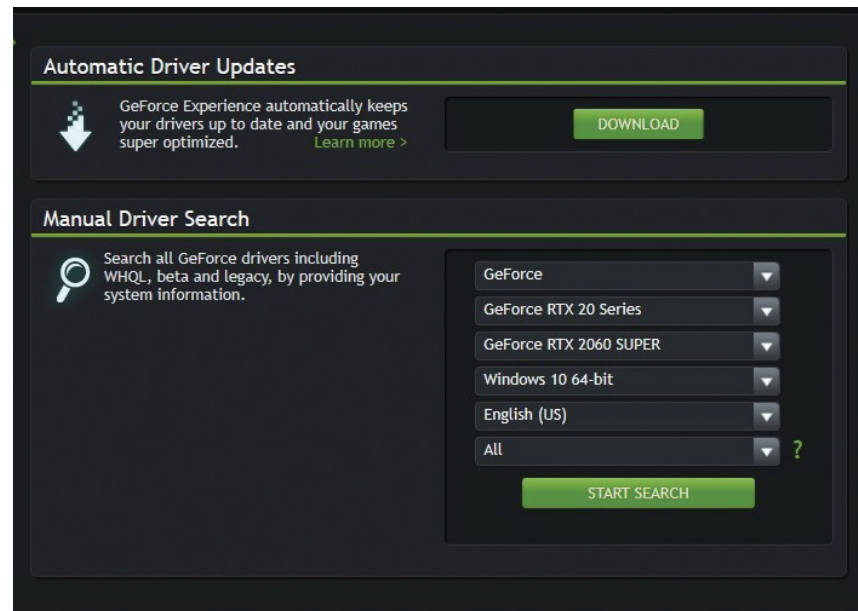 Automatic Driver Updates
GeForce Experience automatically keeps
your drivers up to date and your games
super optimized. Learn more >
DOWNLOAD
Manual Driver Search
Search all GeForce drivers including
WHQL, beta and legacy, by providing your
system information.
GeForce
GeForce RTX 20 Series
GeForce RTX 2060 SUPER
Windows 10 64-bit
English (US)
All ?
START SEARCH